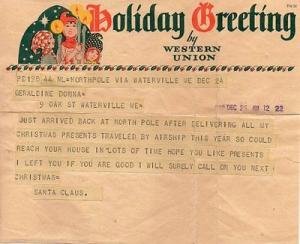 Holiday Greeting
by
WESTERN
UNION
PD198 44 NL=NORTHPOLE VIA WATERVILLE ME DEC 24
GERALDINE DONNA=
9 OAK ST WATERVILLE ME=
DEC 25 AM 12 22
JUST ARRIVED BACK AT NORTH POLE AFTER DELIVERING ALL MY
CHRISTMAS PRESENTS TRAVELED BY AIRSHIP THIS YEAR SO COULD
REACH YOUR HOUSE IN LOTS OF TIME HOPE YOU LIKE PRESENTS
I LEFT YOU IF YOU ARE GOOD I WILL SURELY CALL ON YOU NEXT
CHRISTMAS=
SANTA CLAUS.